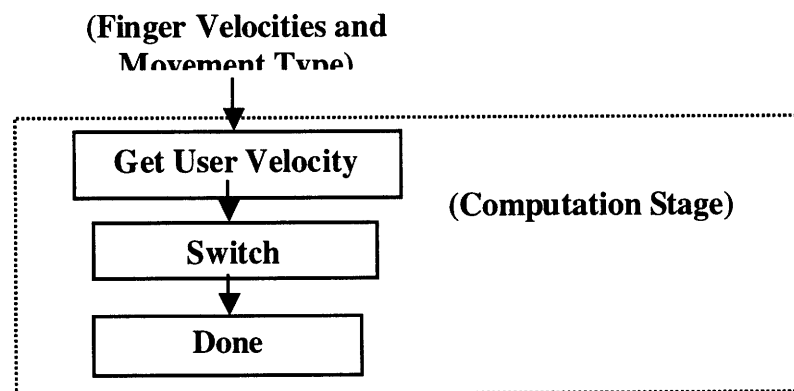 (Finger Velocities and
Movement Type)
Get User Velocity
(Computation Stage)
Switch
Done